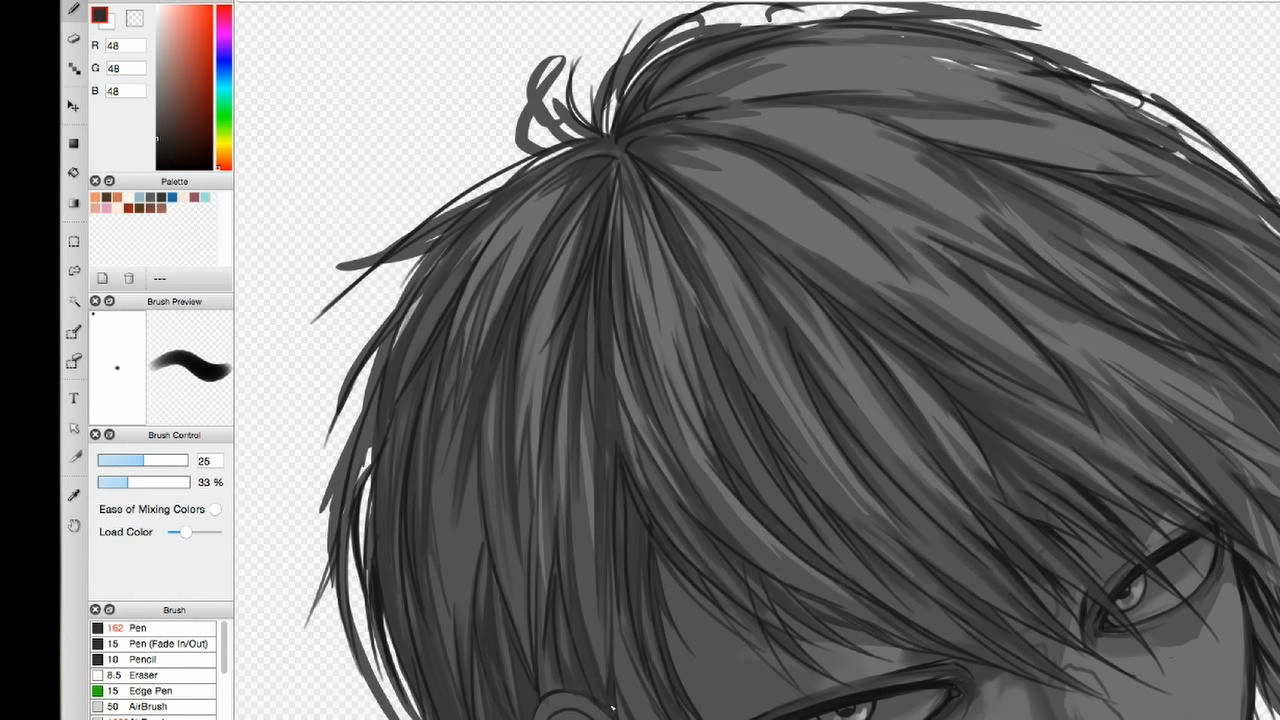 R 48
G 48
B 48
Palette
---
Brush Preview
T
Brush Control
25
33 %
Ease of Mixing Colors
Load Color
Brush
162 Pen
15 Pen (Fade In/Out)
10 Pencil
8.5 Eraser
15 Edge Pen
50 AirBrush